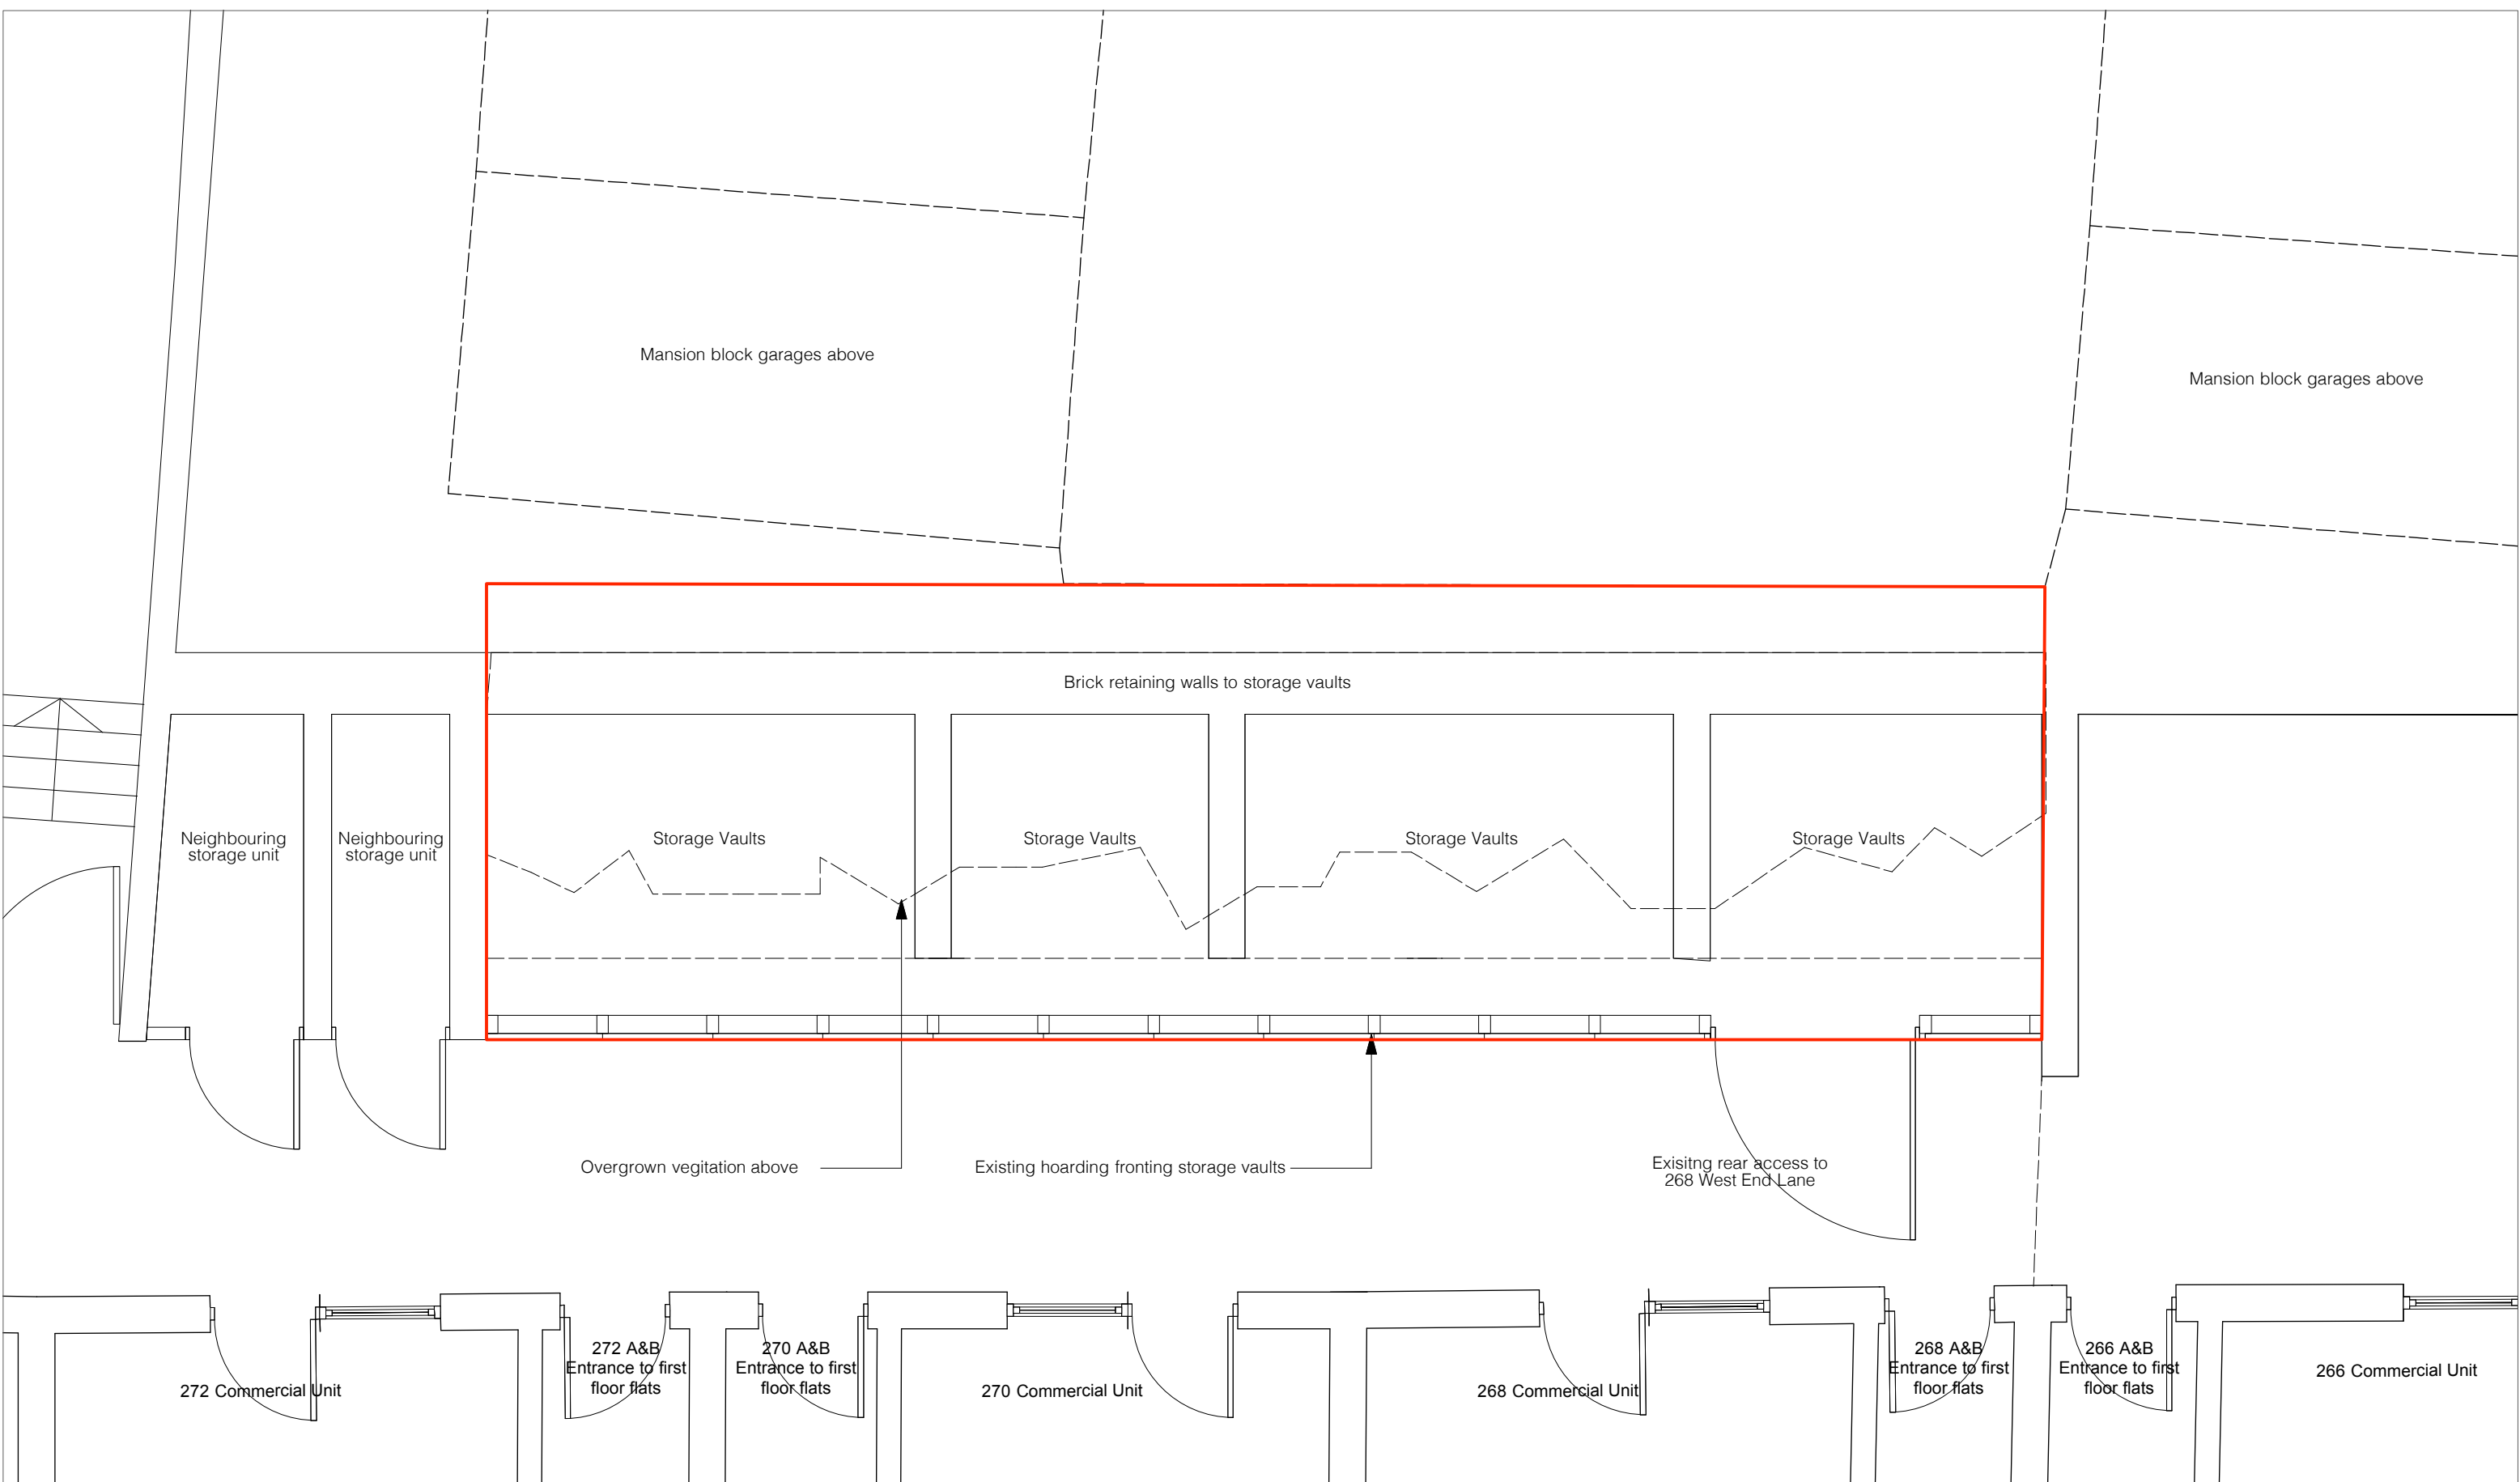 Mansion block garages above
Mansion block garages above
Brick retaining walls to storage vaults
Neighbouring
storage unit
Neighbouring
storage unit
Storage Vaults
Storage Vaults
Storage Vaults
Storage Vaults
Overgrown vegitation above
Existing hoarding fronting storage vaults
Exisitng rear access to
268 West End Lane
272 Commercial Unit
272 A&B
Entrance to first
floor flats
270 A&B
Entrance to first
floor flats
270 Commercial Unit
268 Commercial Unit
268 A&B
Entrance to first
floor flats
266 A&B
Entrance to first
floor flats
266 Commercial Unit